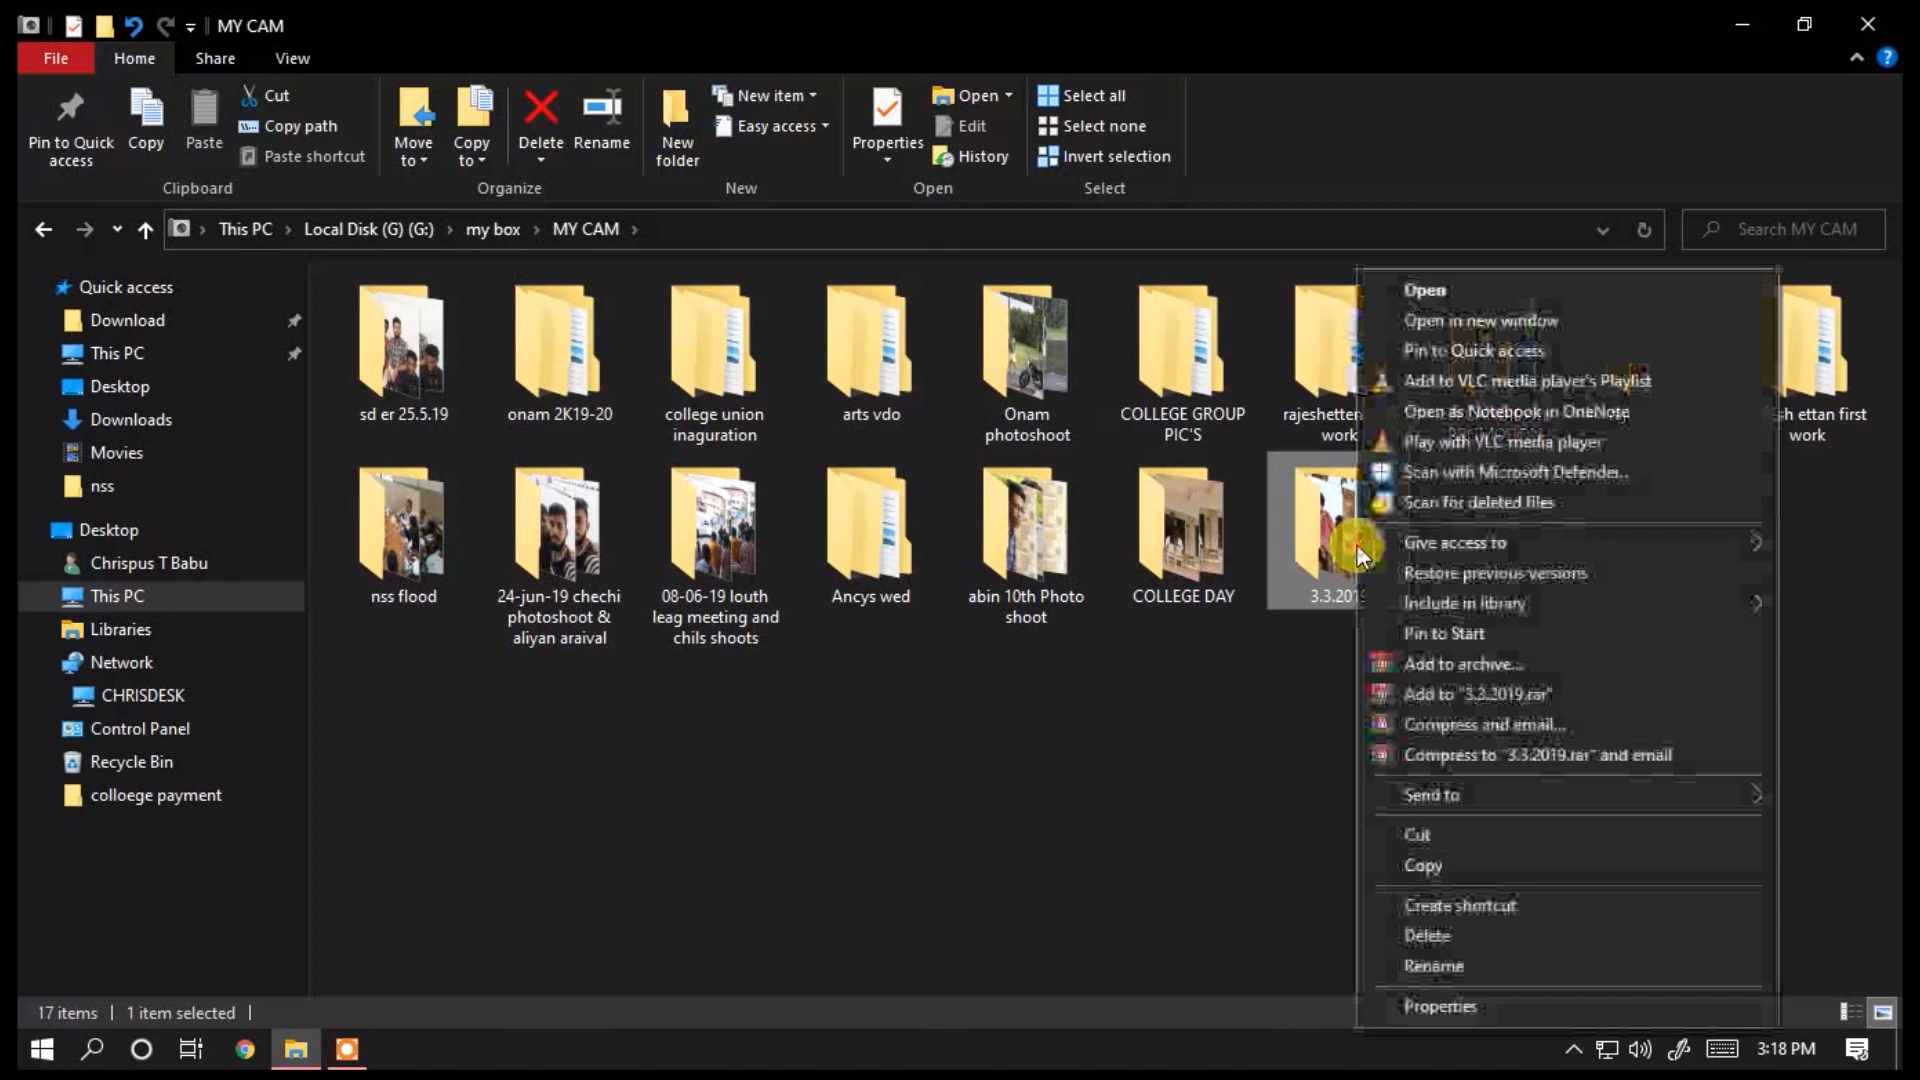 MY CAM
File Home Share View
Pin to Quick access
Copy
Paste
Cut
Copy path
Paste shortcut
Clipboard
Move to
Copy to
Delete
Rename
Organize
New folder
New item
Easy access
New
Properties
Open
Edit
History
Open
Select all
Select none
Invert selection
Select
This PC > Local Disk (G) (G:) > my box > MY CAM >
Search MY CAM
Quick access
Download
This PC
Desktop
Downloads
Movies
nss
Desktop
Chrispus T Babu
This PC
Libraries
Network
CHRISDESK
Control Panel
Recycle Bin
colloege payment
sd er 25.5.19
onam 2K19-20
college union
inaguration
arts vdo
Onam
photoshoot
COLLEGE GROUP
PIC'S
rajeshetten
work
h ettan first
work
nss flood
24-jun-19 chechi
photoshoot &
aliyan araival
08-06-19 louth
leag meeting and
chils shoots
Ancys wed
abin 10th Photo
shoot
COLLEGE DAY
3.3.2019
Open
Open in new window
Pin to Quick access
Add to VLC media player's Playlist
Open as Notebook in OneNote
Play with VLC media player
Scan with Microsoft Defender...
Scan for deleted files
Give access to
Restore previous versions
Include in library
Pin to Start
Add to archive...
Add to "3.3.2019.rar"
Compress and email...
Compress to "3.3.2019.rar" and email
Send to
Cut
Copy
Create shortcut
Delete
Rename
Properties
17 items
1 item selected
3:18 PM